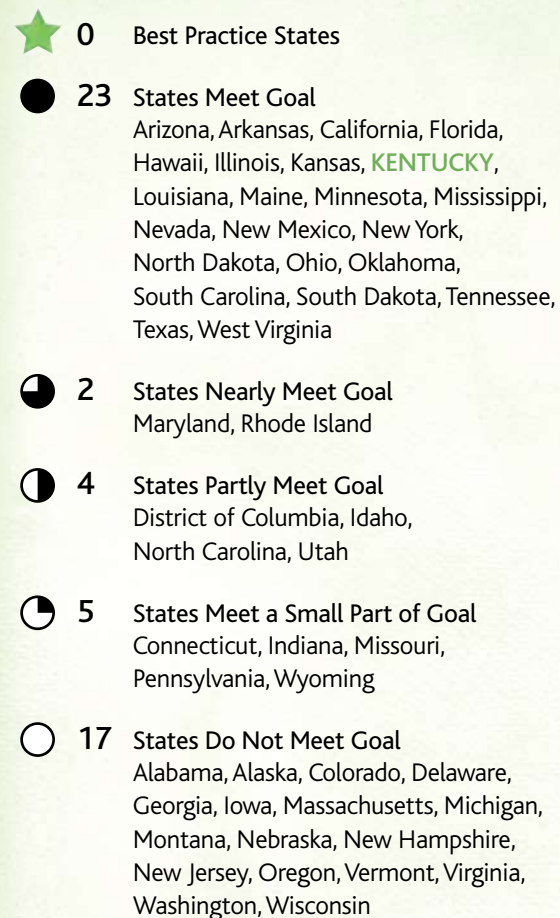 0 Best Practice States
23 States Meet Goal
Arizona, Arkansas, California, Florida,
Hawaii, Illinois, Kansas, KENTUCKY,
Louisiana, Maine, Minnesota, Mississippi,
Nevada, New Mexico, New York,
North Dakota, Ohio, Oklahoma,
South Carolina, South Dakota, Tennessee,
Texas, West Virginia
2 States Nearly Meet Goal
Maryland, Rhode Island
4 States Partly Meet Goal
District of Columbia, Idaho,
North Carolina, Utah
5 States Meet a Small Part of Goal
Connecticut, Indiana, Missouri,
Pennsylvania, Wyoming
17 States Do Not Meet Goal
Alabama, Alaska, Colorado, Delaware,
Georgia, Iowa, Massachusetts, Michigan,
Montana, Nebraska, New Hampshire,
New Jersey, Oregon, Vermont, Virginia,
Washington, Wisconsin